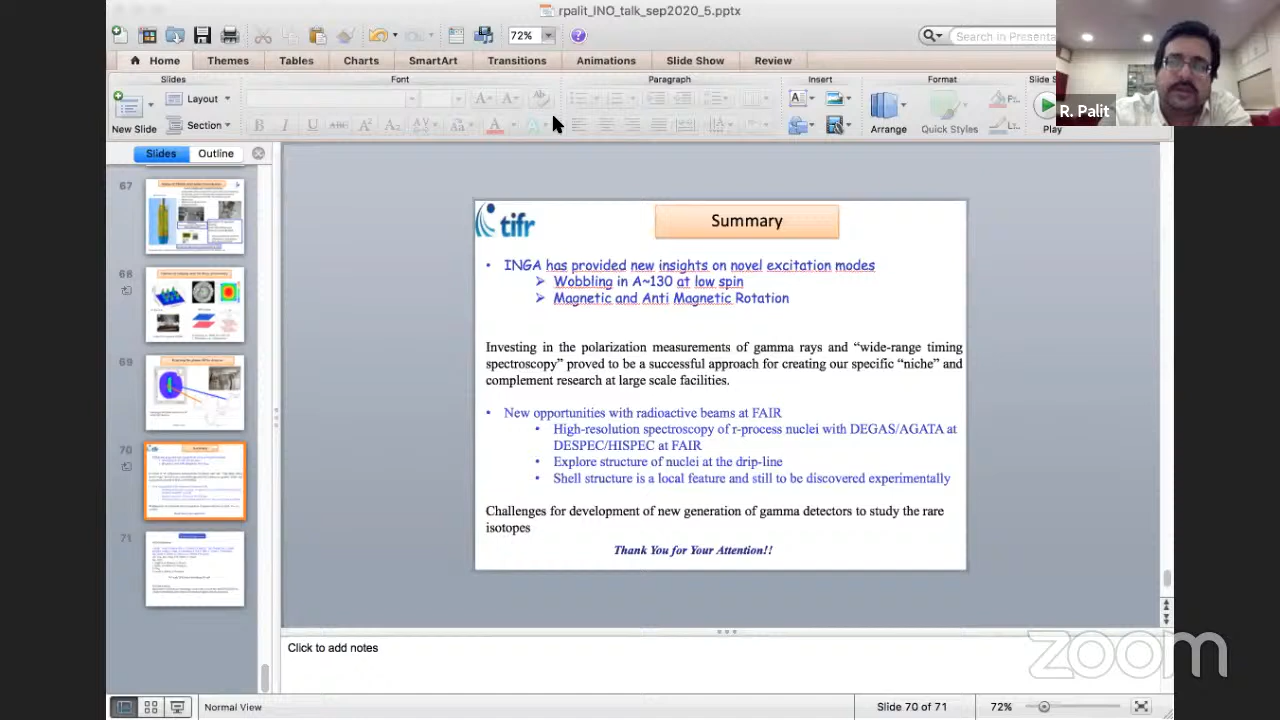 rpalit_INO_talk_sep2020_5.pptx
72%
Search in Presenta
Home Themes Tables Charts SmartArt Transitions Animations Slide Show Review
Slides Font Paragraph Insert Format Slide S
New Slide Layout Section Arrange Quick Styles Play
R. Palit
Slides Outline
67
68
69
70
71
tifr
Summary
• INGA has provided new insights on novel excitation modes
➢ Wobbling in A~130 at low spin
➢ Magnetic and Anti Magnetic Rotation
Investing in the polarization measurements of gamma rays and “wide-range timing
spectroscopy” proved to be a successful approach for creating our specific “niche” and
complement research at large scale facilities.
• New opportunities with radioactive beams at FAIR
• High-resolution spectroscopy of r-process nuclei with DEGAS/AGATA at
DESPEC/HISPEC at FAIR
• Explore structure of nuclei at the drip-line
• Shell structure is a local feature and still to be discovered experimentally
Challenges for development of new generation of gamma detectors for the rare
isotopes
Thank You for Your Attention!!
Click to add notes
zoom
Normal View Slide 70 of 71 72%